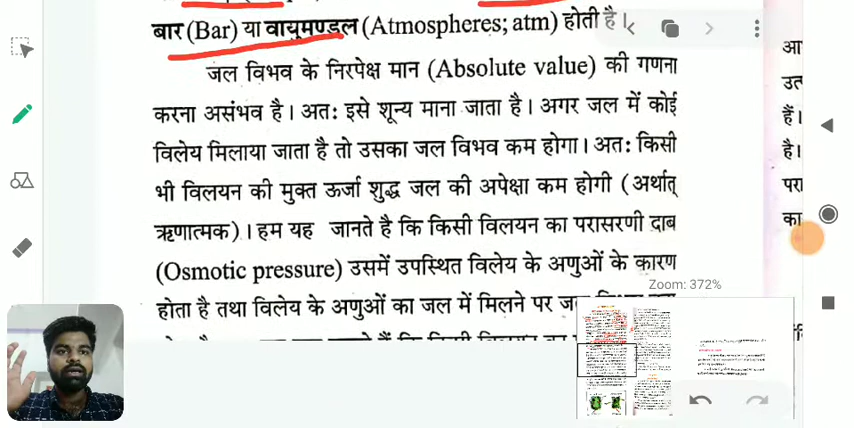 बार (Bar) या वायुमण्डल (Atmospheres; atm) होती है।
जल विभव के निरपेक्ष मान (Absolute value) की गणना
करना असंभव है। अतः इसे शून्य माना जाता है। अगर जल में कोई
विलेय मिलाया जाता है तो उसका जल विभव कम होगा। अतः किसी
भी विलयन की मुक्त ऊर्जा शुद्ध जल की अपेक्षा कम होगी (अर्थात्
ऋणात्मक)। हम यह जानते है कि किसी विलयन का परासरणी दाब
(Osmotic pressure) उसमें उपस्थित विलेय के अणुओं के कारण
होता है तथा विलेय के अणुओं का जल में मिलने पर
आ
उत
हैं।
है।
परा
का
Zoom: 372%